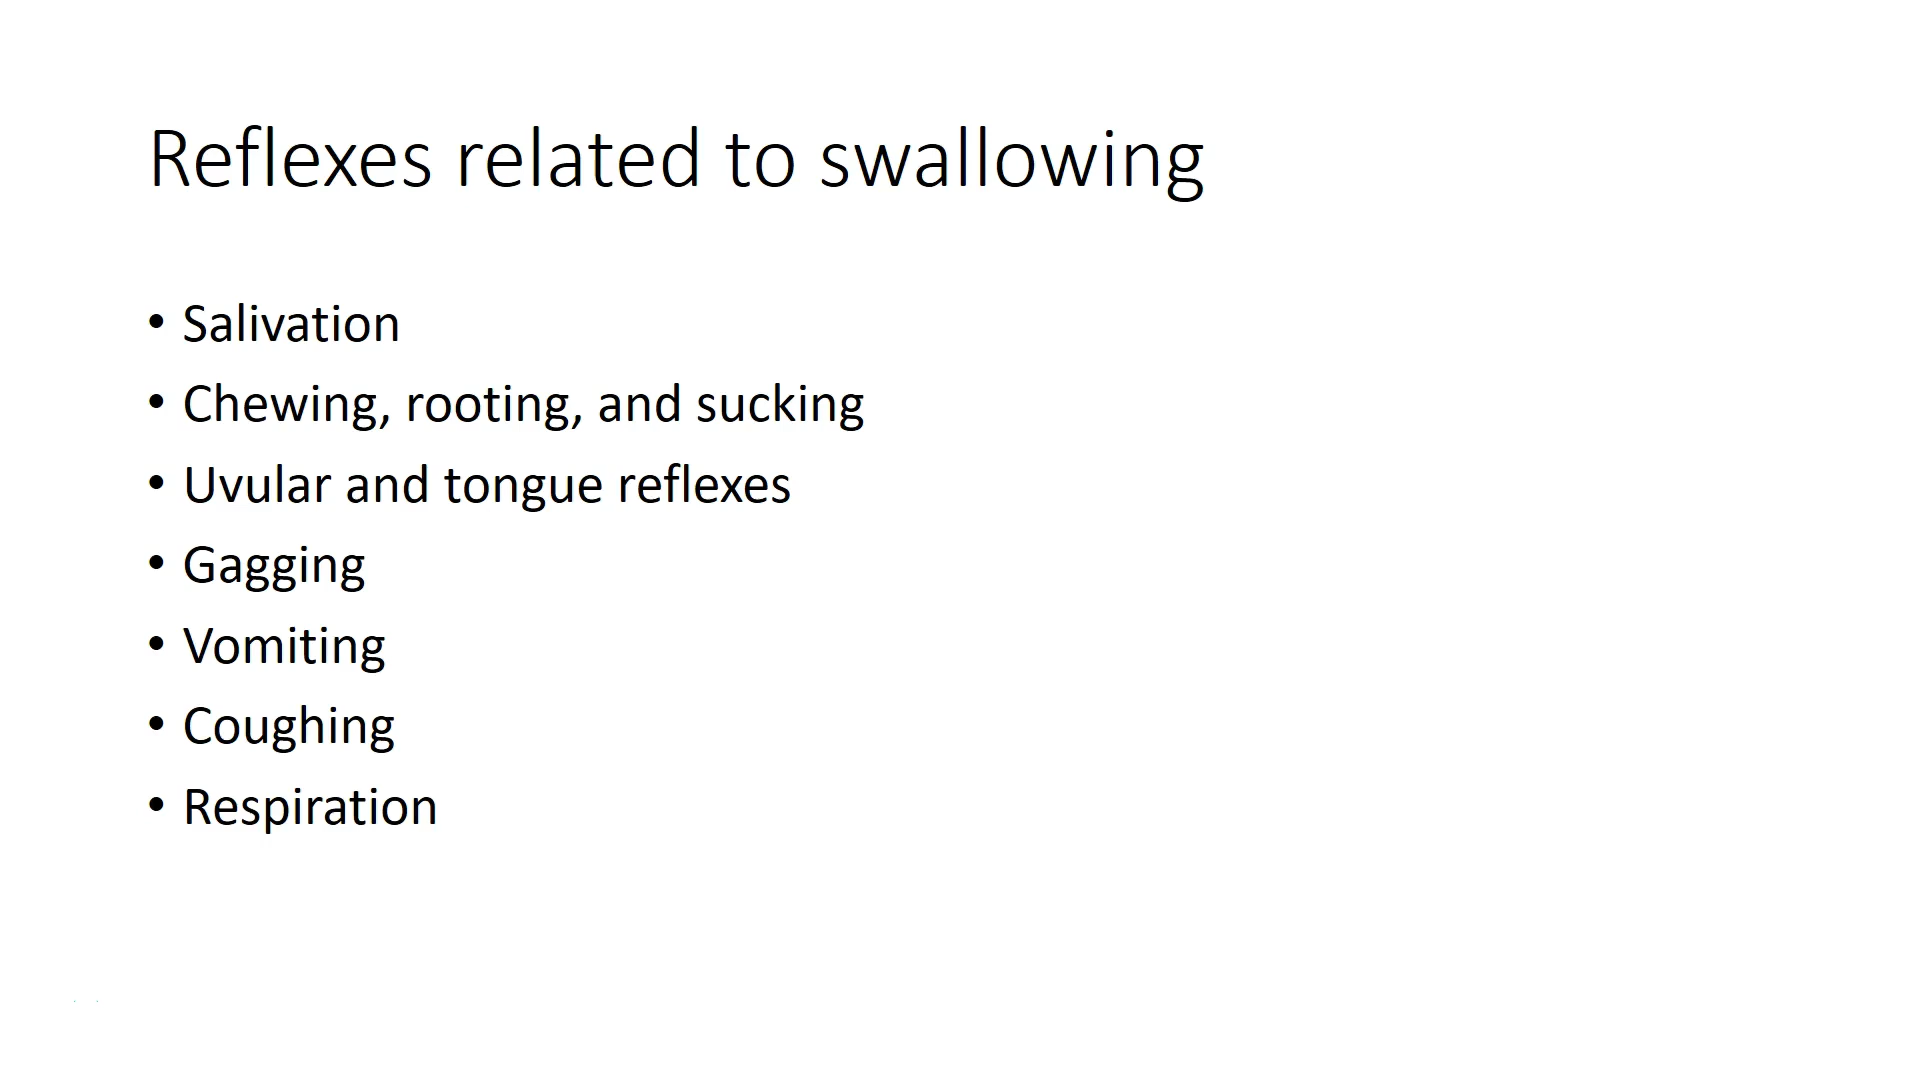 Reflexes related to swallowing
• Salivation
• Chewing, rooting, and sucking
• Uvular and tongue reflexes
• Gagging
• Vomiting
• Coughing
• Respiration